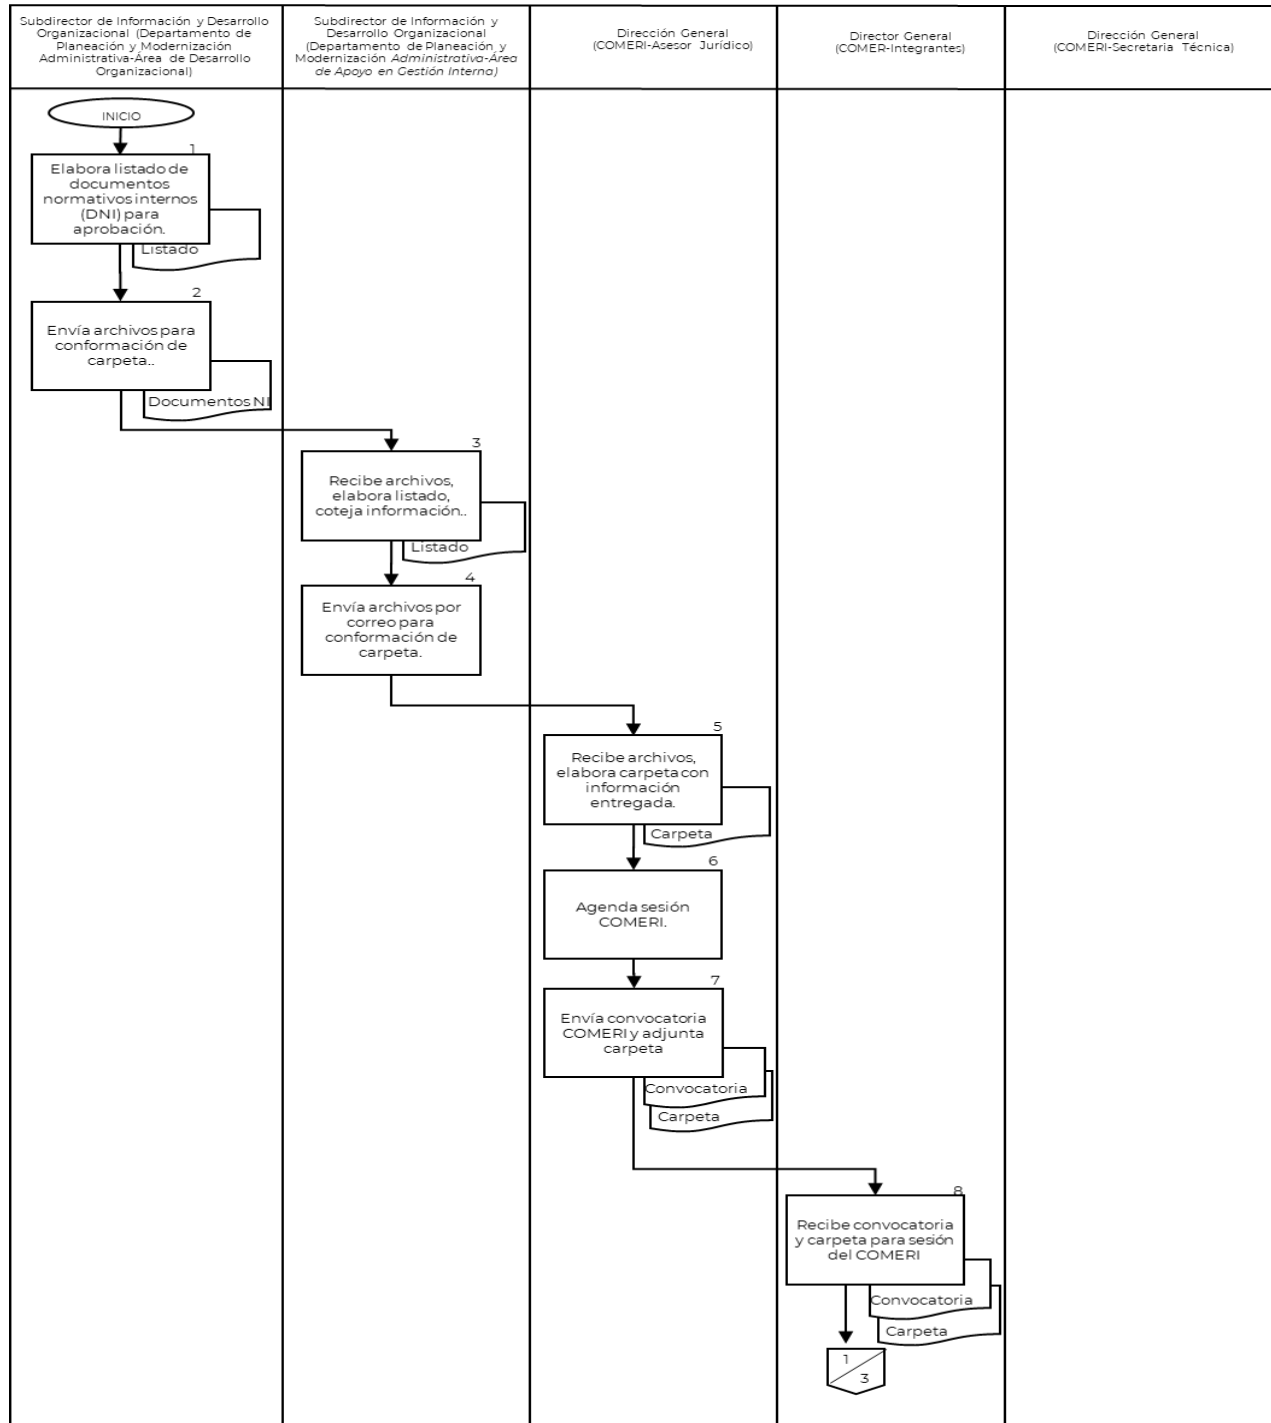 Subdirector de Información y Desarrollo
Organizacional (Departamento de
Planeación y Modernización
Administrativa-Área de Desarrollo
Organizacional)
Subdirector de Información y
Desarrollo Organizacional
(Departamento de Planeación y
Modernización Administrativa-Área
de Apoyo en Gestión Interna)
Dirección General
(COMERI-Asesor Jurídico)
Director General
(COMER-Integrantes)
Dirección General
(COMERI-Secretaria Técnica)
INICIO
1
Elabora listado de
documentos
normativos internos
(DNI) para
aprobación.
Listado
2
Envía archivos para
conformación de
carpeta..
Documentos NI
3
Recibe archivos,
elabora listado,
coteja información..
Listado
4
Envía archivos por
correo para
conformación de
carpeta.
5
Recibe archivos,
elabora carpeta con
información
entregada.
Carpeta
6
Agenda sesión
COMERI.
7
Envía convocatoria
COMERI y adjunta
carpeta
Convocatoria
Carpeta
8
Recibe convocatoria
y carpeta para sesión
del COMERI
Convocatoria
Carpeta
1
3